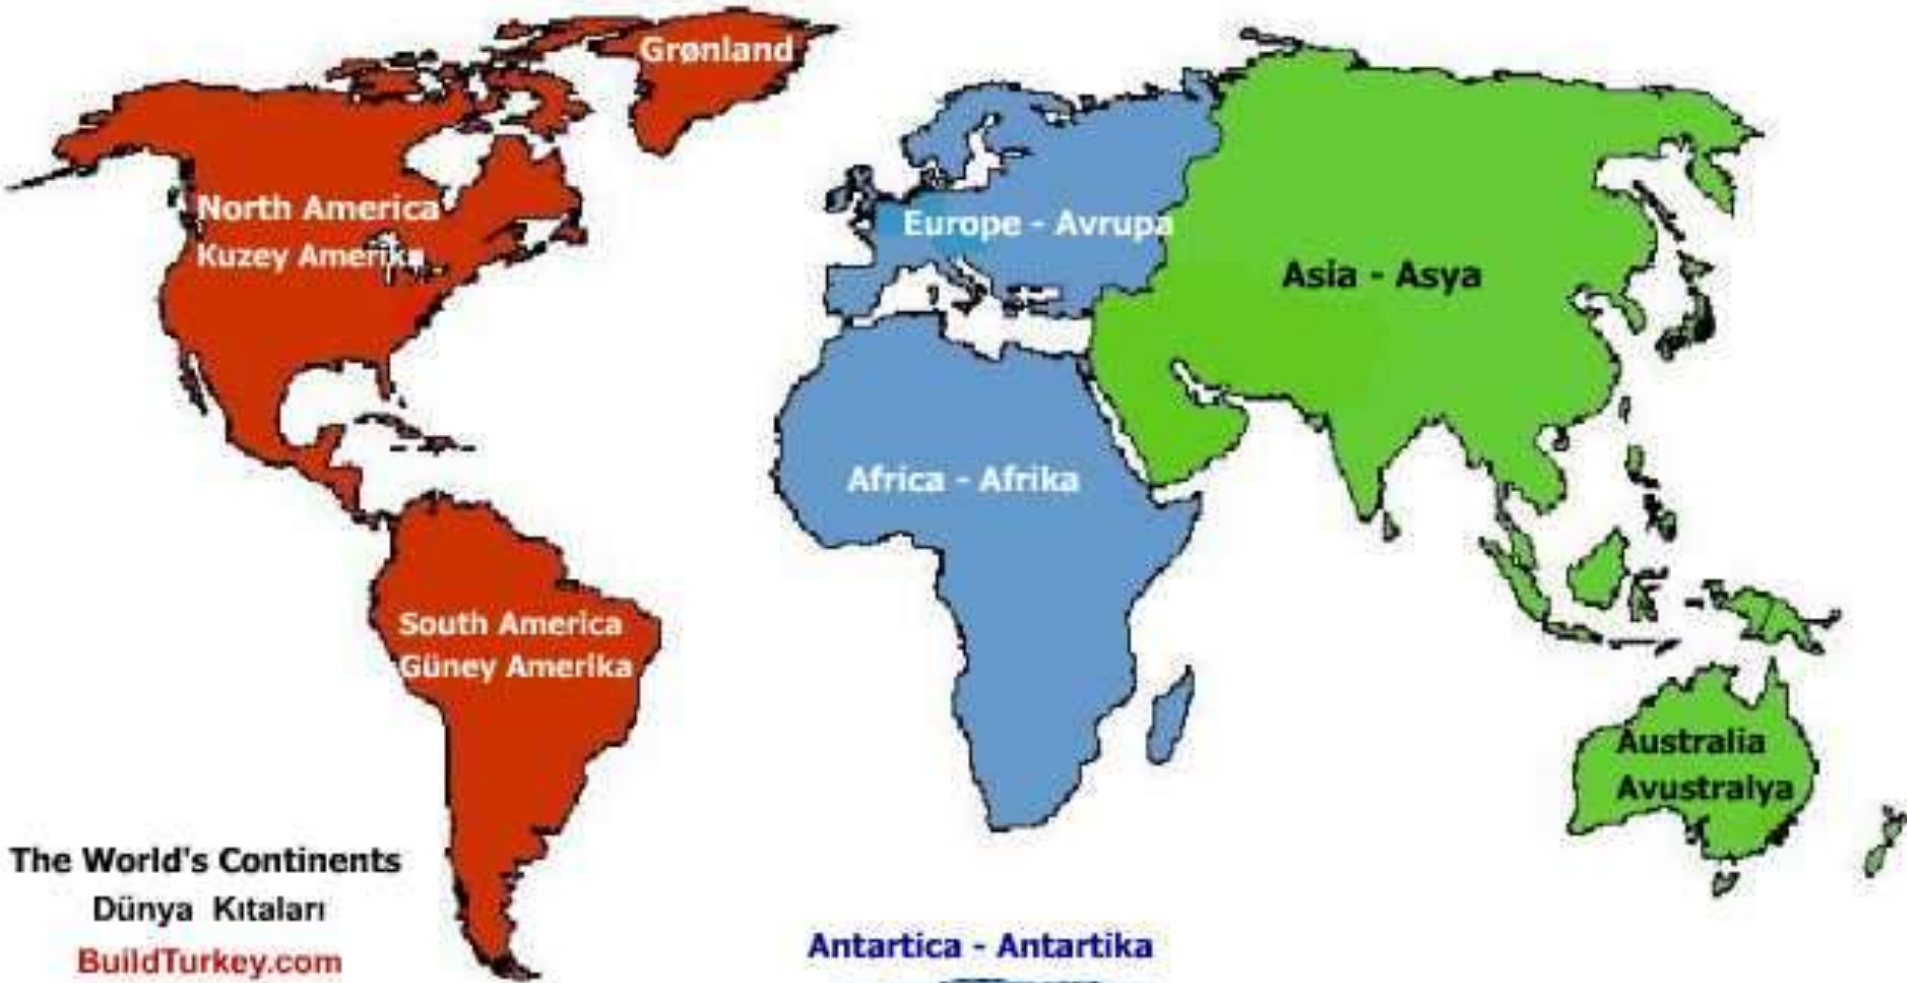 Grønland
North America
Kuzey Amerika
Europe - Avrupa
Asia - Asya
Africa - Afrika
South America
Güney Amerika
Australia
Avustralya
The World's Continents
Dünya Kıtaları
BuildTurkey.com
Antartica - Antartika